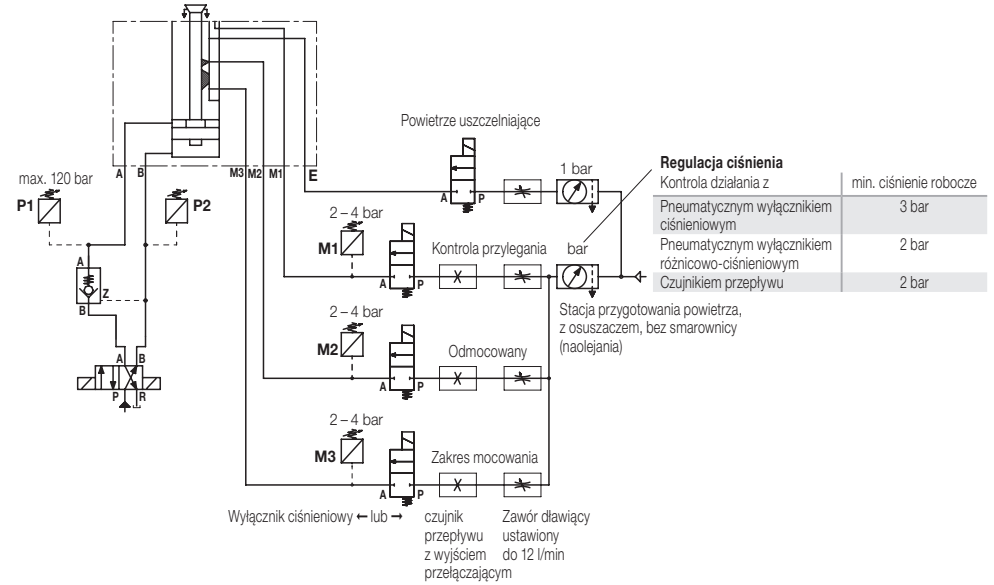 Powietrze uszczelniające
A B M3 M2 M1 E
max. 120 bar
P1 P2
A P
1 bar
Regulacja ciśnienia
Kontrola działania z min. ciśnienie robocze
Pneumatycznym wyłącznikiem
ciśnieniowym
3 bar
Pneumatycznym wyłącznikiem
różnicowo-ciśnieniowym
2 bar
Czujnikiem przepływu 2 bar
2 – 4 bar
M1
Kontrola przylegania
bar
A P
A
Z
B
Stacja przygotowania powietrza,
z osuszaczem, bez smarownicy
(naolejania)
2 – 4 bar
M2
Odmocowany
A P
A B
P R
2 – 4 bar
M3
Zakres mocowania
A P
Wyłącznik ciśnieniowy ← lub →
czujnik
przepływu
z wyjściem
przełączającym
Zawór dławiący
ustawiony
do 12 l/min